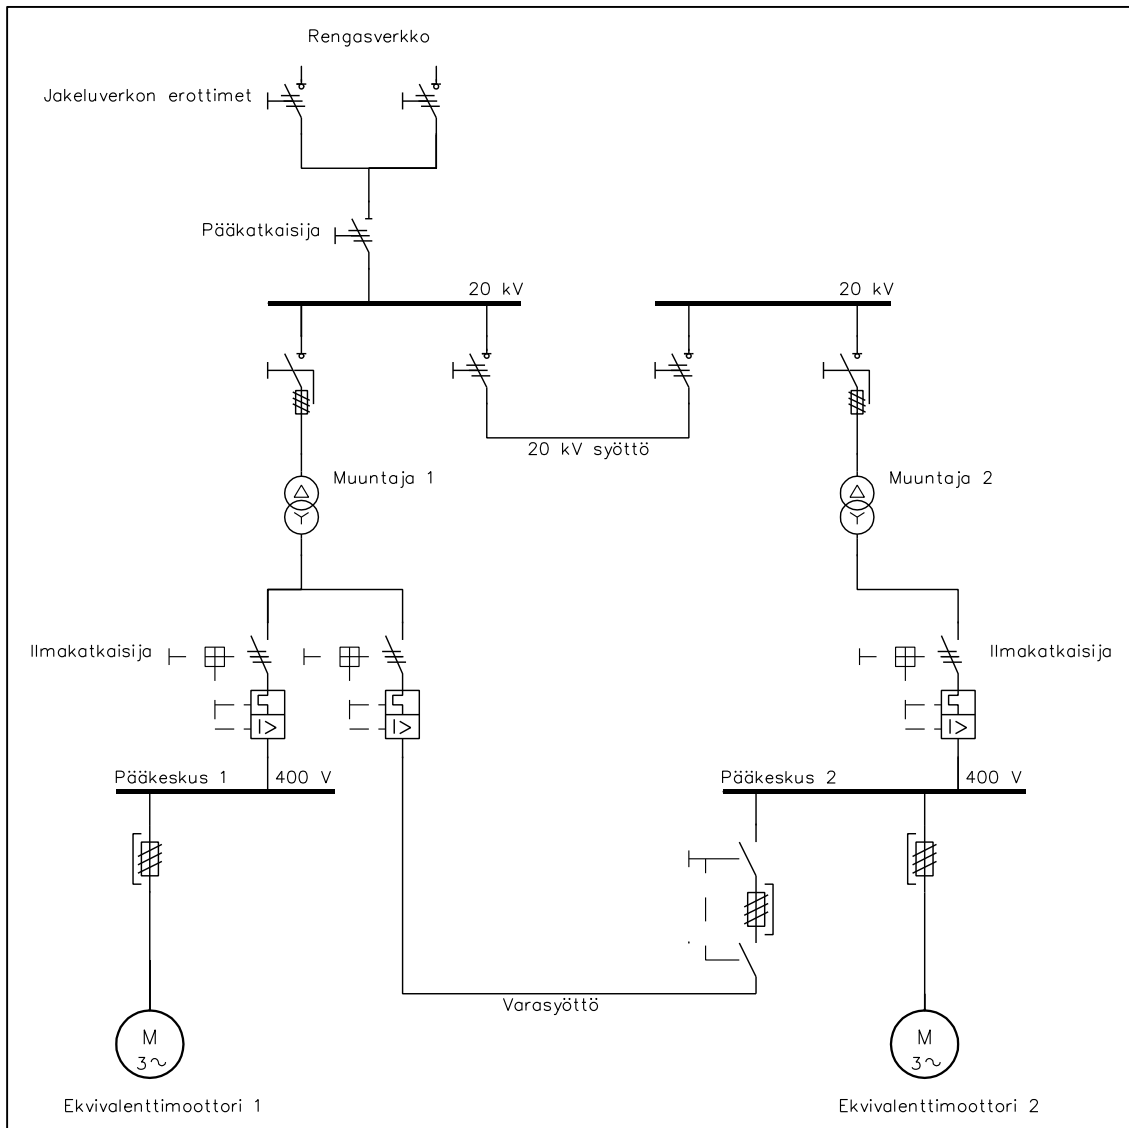 Rengasverkko
Jakeluverkon erottimet
Pääkatkaisija
20 kV
20 kV
20 kV syöttö
Muuntaja 1
Muuntaja 2
Ilmakatkaisija
Ilmakatkaisija
I>
I>
I>
Pääkeskus 1
400 V
Pääkeskus 2
400 V
Varasyöttö
M
3~
M
3~
Ekvivalenttimoottori 1
Ekvivalenttimoottori 2